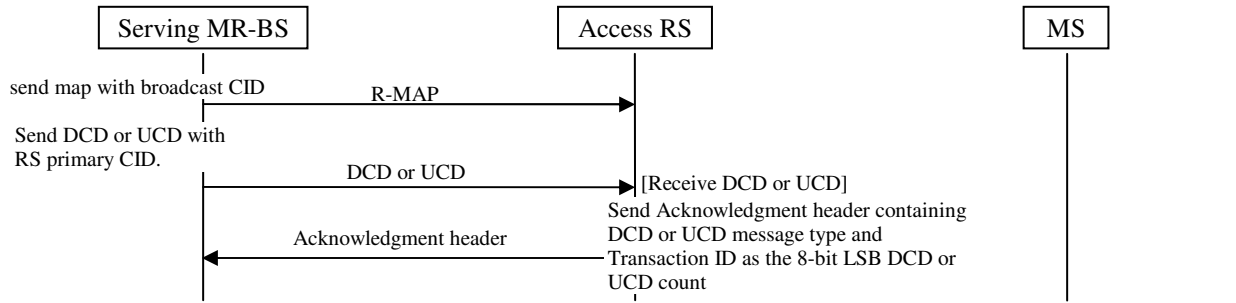 Serving MR-BS
Access RS
MS
send map with broadcast CID
R-MAP
Send DCD or UCD with
RS primary CID.
DCD or UCD
[Receive DCD or UCD]
Send Acknowledgment header containing
DCD or UCD message type and
Transaction ID as the 8-bit LSB DCD or
UCD count
Acknowledgment header